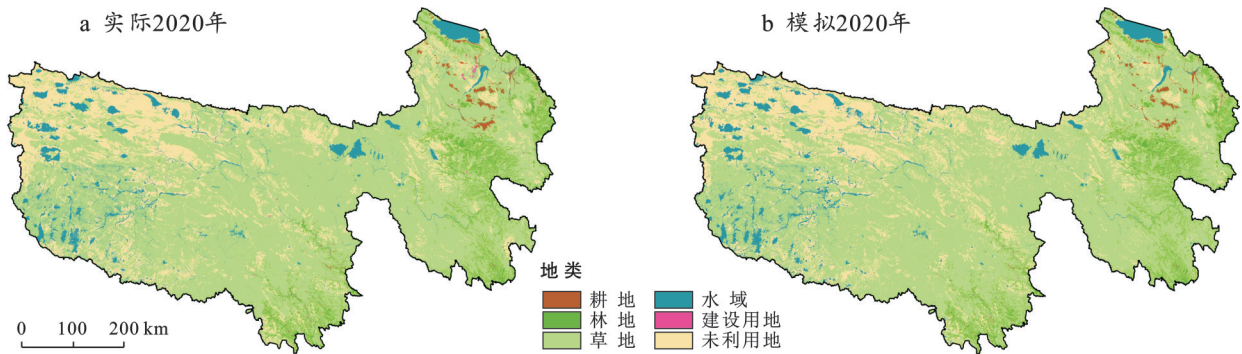 a 实际2020年
b 模拟2020年
地类
耕地
水域
林地
建设用地
草地
未利用地
0 100 200 km